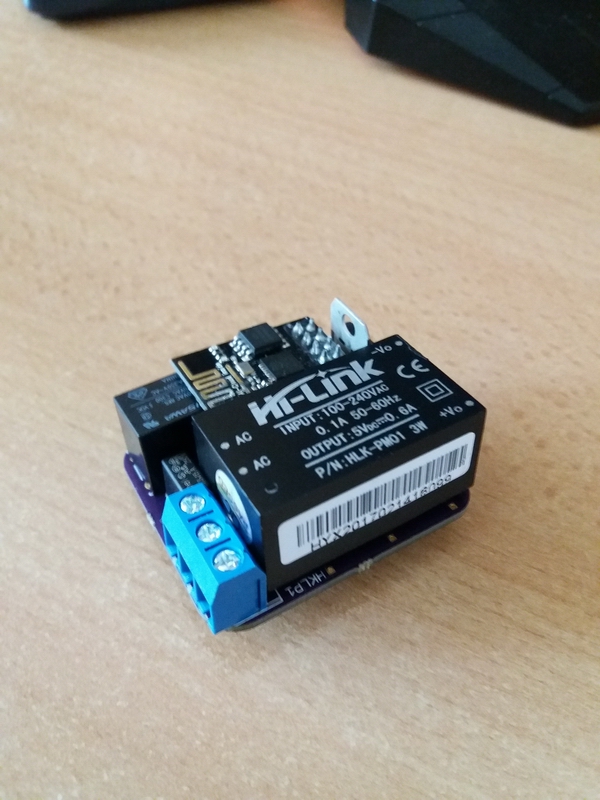 Hi-Link
INPUT:100-240VAC
0.1A 50-60Hz
OUTPUT:5VDC 0.6A
P/N:HLK-PM01 3W
-Vo
CE
+Vo
AC
AC
HYX2017021416099
HKLP1